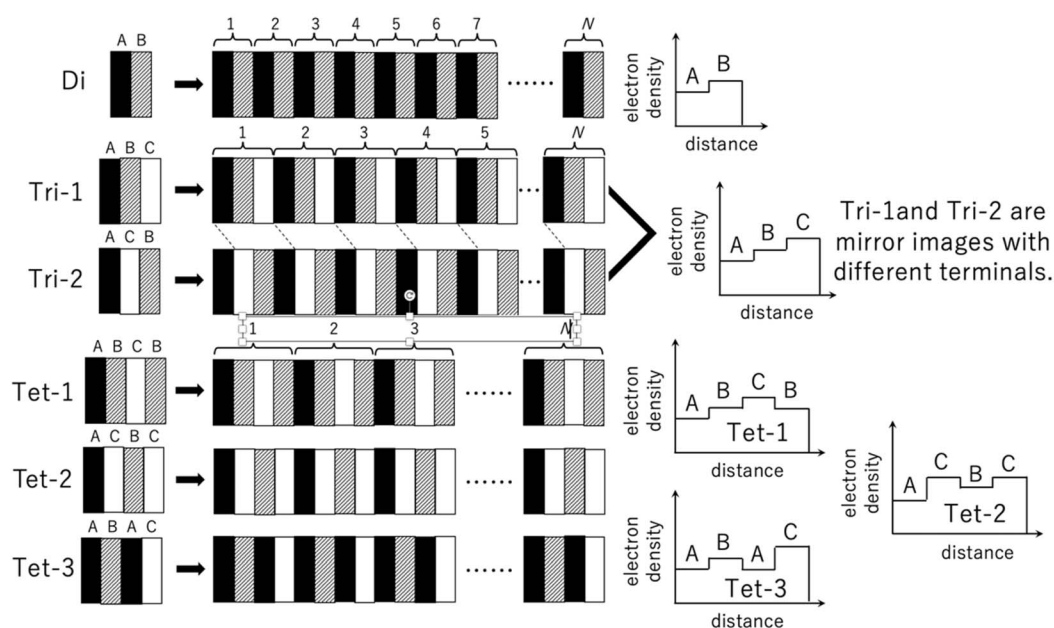 A B
1 2 3 4 5 6 7 N
Di
electron
density
A B
distance
A B C
1 2 3 4 5 N
Tri-1
A C B
Tri-2
electron
density
A B C
distance
Tri-1and Tri-2 are
mirror images with
different terminals.
1 2 3 N
A B C B
Tet-1
electron
density
A B C B
Tet-1
distance
A C B C
Tet-2
electron
density
A C B C
Tet-2
distance
A B A C
Tet-3
electron
density
A B A C
Tet-3
distance